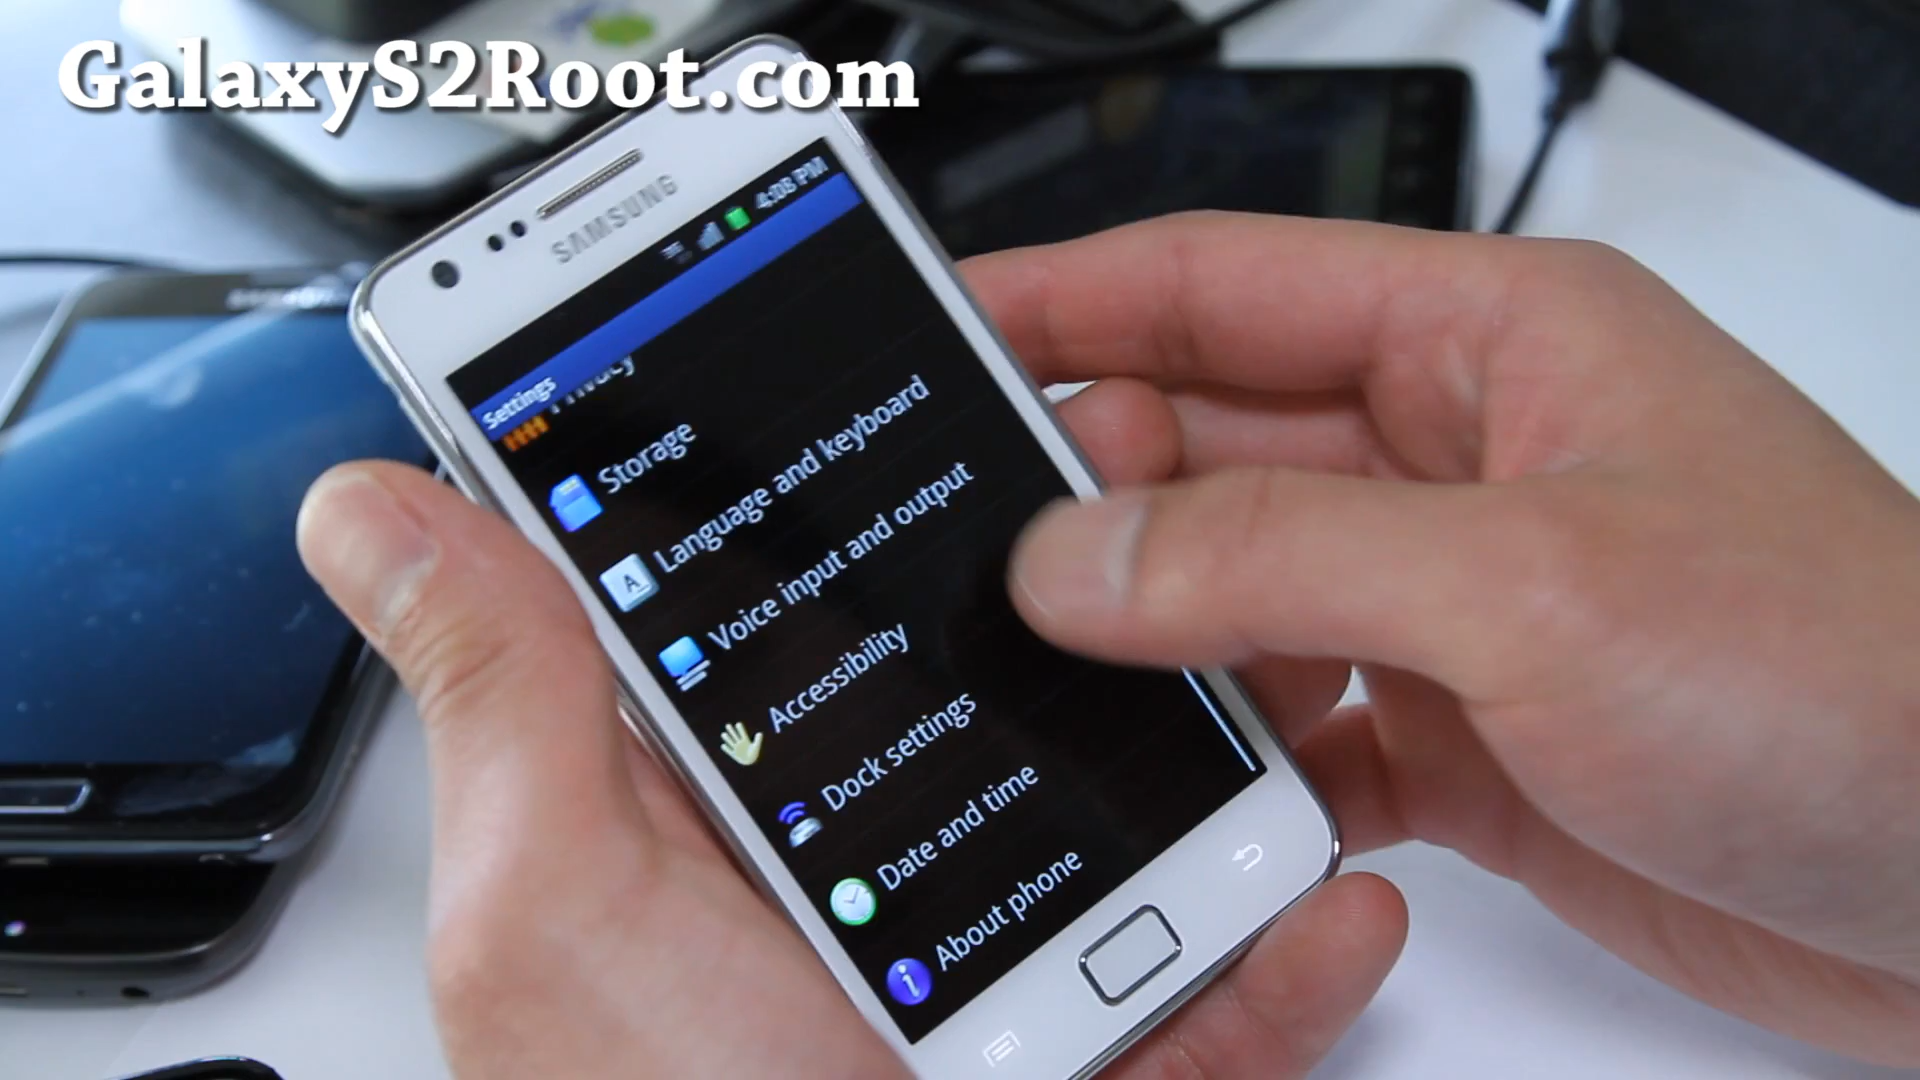 GalaxyS2Root.com
SAMSUNG
4:08 PM
Settings
Privacy
Storage
A
Language and keyboard
Voice input and output
Accessibility
Dock settings
Date and time
i
About phone